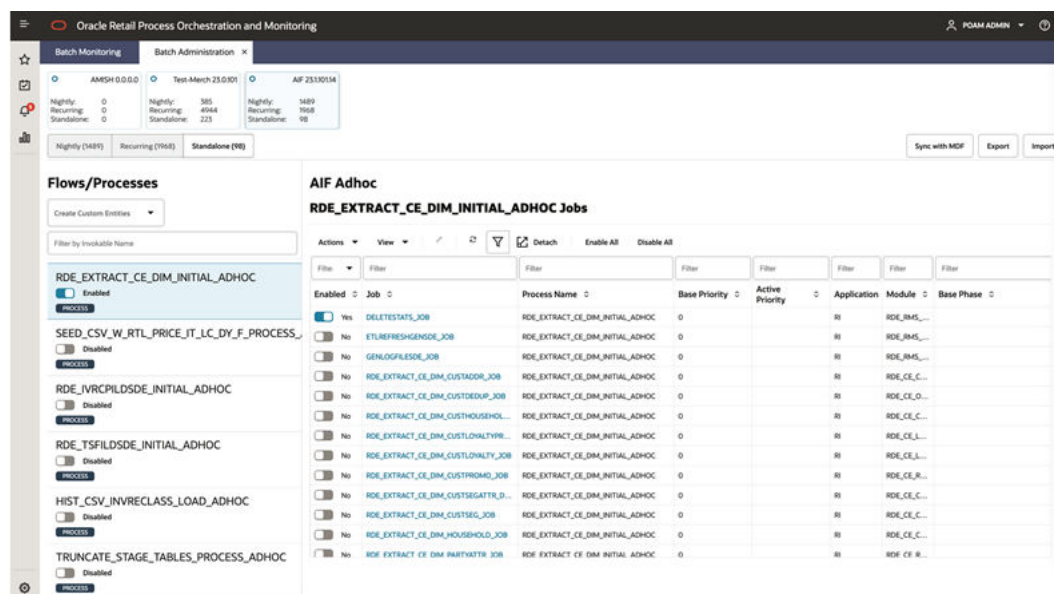 Oracle Retail Process Orchestration and Monitoring
POAM ADMIN
Batch Monitoring Batch Administration ×
AMISH 0.0.0.0
Nightly: 0
Recurring: 0
Standalone: 0
Test-Merch 23.0.101
Nightly: 385
Recurring: 4944
Standalone: 223
AIF 23.1.101.14
Nightly: 1489
Recurring: 1968
Standalone: 98
Nightly (1489) Recurring (1968) Standalone (98) Sync with MDF Export Import
Flows/Processes
Create Custom Entities
Filter by Invokable Name
RDE_EXTRACT_CE_DIM_INITIAL_ADHOC
Enabled
PROCESS
SEED_CSV_W_RTL_PRICE_IT_LC_DY_F_PROCESS_
Disabled
PROCESS
RDE_IVRCPILDSDE_INITIAL_ADHOC
Disabled
PROCESS
RDE_TSFILDSDE_INITIAL_ADHOC
Disabled
PROCESS
HIST_CSV_INVRECLASS_LOAD_ADHOC
Disabled
PROCESS
TRUNCATE_STAGE_TABLES_PROCESS_ADHOC
Disabled
PROCESS
AIF Adhoc
RDE_EXTRACT_CE_DIM_INITIAL_ADHOC Jobs
Actions View Detach Enable All Disable All
Filte Filter Filter Filter Filter Filter Filter Filter
Enabled Job Process Name Base Priority Active Priority Application Module Base Phase
Yes DELETESTATS_JOB RDE_EXTRACT_CE_DIM_INITIAL_ADHOC 0 RI RDE_RMS_...
No ETLREFRESHGENSDE_JOB RDE_EXTRACT_CE_DIM_INITIAL_ADHOC 0 RI RDE_RMS_...
No GENLOGFILESDE_JOB RDE_EXTRACT_CE_DIM_INITIAL_ADHOC 0 RI RDE_RMS_...
No RDE_EXTRACT_CE_DIM_CUSTADDR_JOB RDE_EXTRACT_CE_DIM_INITIAL_ADHOC 0 RI RDE_CE_C...
No RDE_EXTRACT_CE_DIM_CUSTDEDUP_JOB RDE_EXTRACT_CE_DIM_INITIAL_ADHOC 0 RI RDE_CE_O...
No RDE_EXTRACT_CE_DIM_CUSTHOUSEHOL... RDE_EXTRACT_CE_DIM_INITIAL_ADHOC 0 RI RDE_CE_C...
No RDE_EXTRACT_CE_DIM_CUSTLOYALTYPR... RDE_EXTRACT_CE_DIM_INITIAL_ADHOC 0 RI RDE_CE_L...
No RDE_EXTRACT_CE_DIM_CUSTLOYALTY_JOB RDE_EXTRACT_CE_DIM_INITIAL_ADHOC 0 RI RDE_CE_L...
No RDE_EXTRACT_CE_DIM_CUSTPROMO_JOB RDE_EXTRACT_CE_DIM_INITIAL_ADHOC 0 RI RDE_CE_R...
No RDE_EXTRACT_CE_DIM_CUSTSEGATTR_D... RDE_EXTRACT_CE_DIM_INITIAL_ADHOC 0 RI RDE_CE_C...
No RDE_EXTRACT_CE_DIM_CUSTSEG_JOB RDE_EXTRACT_CE_DIM_INITIAL_ADHOC 0 RI RDE_CE_C...
No RDE_EXTRACT_CE_DIM_HOUSEHOLD_JOB RDE_EXTRACT_CE_DIM_INITIAL_ADHOC 0 RI RDE_CE_C...
No RDE_EXTRACT_CE_DIM_PARTYATTR_JOB RDE_EXTRACT_CE_DIM_INITIAL_ADHOC 0 RI RDE_CE_R...